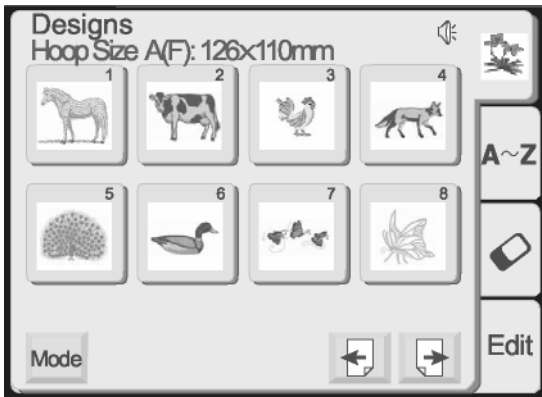 Designs
Hoop Size A(F): 126x110mm
1 2 3 4
A~Z
5 6 7 8
Mode
Edit